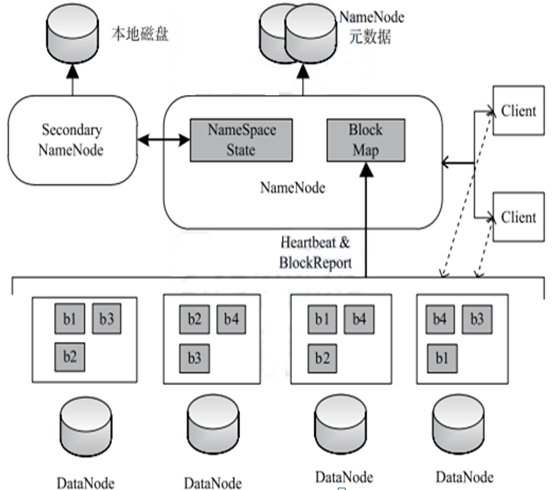 本地磁盘
NameNode
元数据
Secondary
NameNode
NameSpace
State
Block
Map
NameNode
Client
Client
Heartbeat &
BlockReport
b1 b3
b2
b2 b4
b3
b1 b4
b2
b4 b3
b1
DataNode
DataNode
DataNode
DataNode